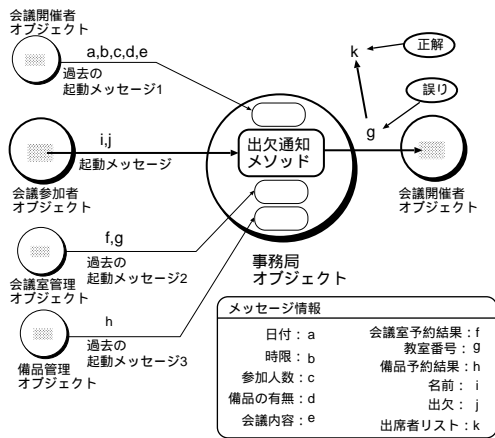 会議開催者
オブジェクト
a,b,c,d,e
過去の
起動メッセージ1
k
正解
誤り
i,j
起動メッセージ
出欠通知
メソッド
g
会議参加者
オブジェクト
会議開催者
オブジェクト
f,g
過去の
起動メッセージ2
会議室管理
オブジェクト
事務局
オブジェクト
h
過去の
起動メッセージ3
備品管理
オブジェクト
メッセージ情報
日付 : a
時限 : b
参加人数 : c
備品の有無 : d
会議内容 : e
会議室予約結果 : f
教室番号 : g
備品予約結果 : h
名前 : i
出欠 : j
出席者リスト : k